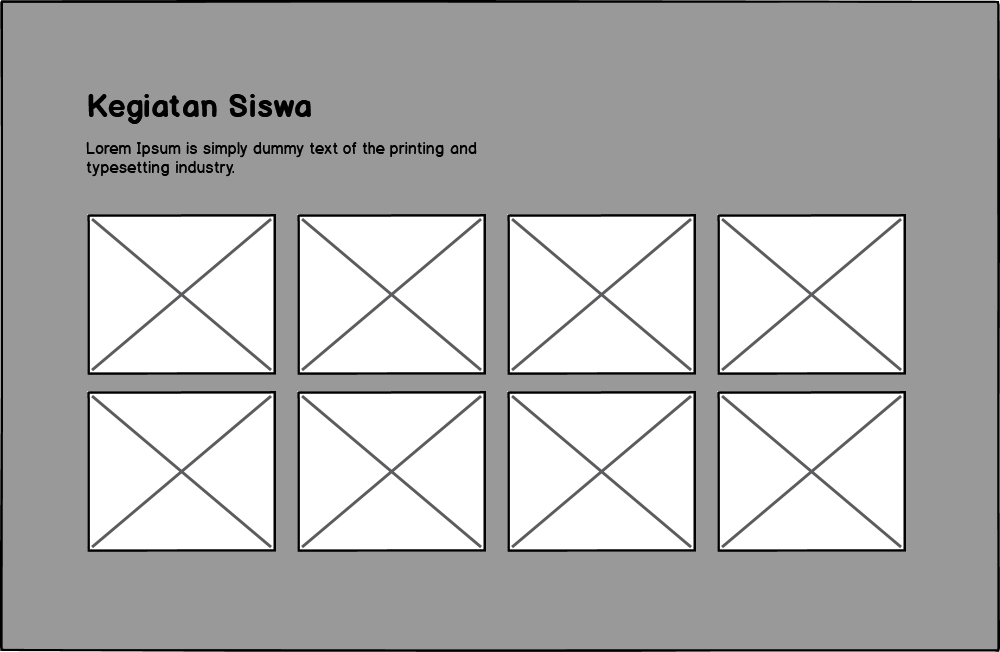 Kegiatan Siswa
Lorem Ipsum is simply dummy text of the printing and
typesetting industry.